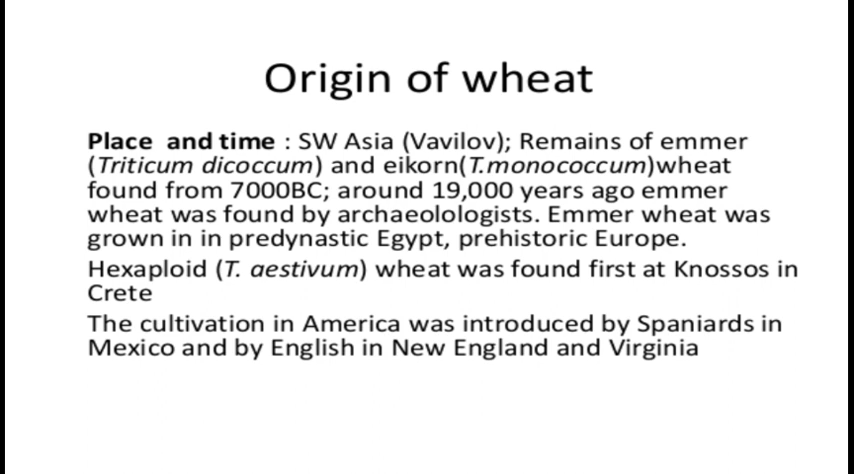 Origin of wheat
Place and time : SW Asia (Vavilov); Remains of emmer
(Triticum dicoccum) and eikorn(T.monococcum)wheat
found from 7000BC; around 19,000 years ago emmer
wheat was found by archaeolologists. Emmer wheat was
grown in in predynastic Egypt, prehistoric Europe.
Hexaploid (T. aestivum) wheat was found first at Knossos in
Crete
The cultivation in America was introduced by Spaniards in
Mexico and by English in New England and Virginia